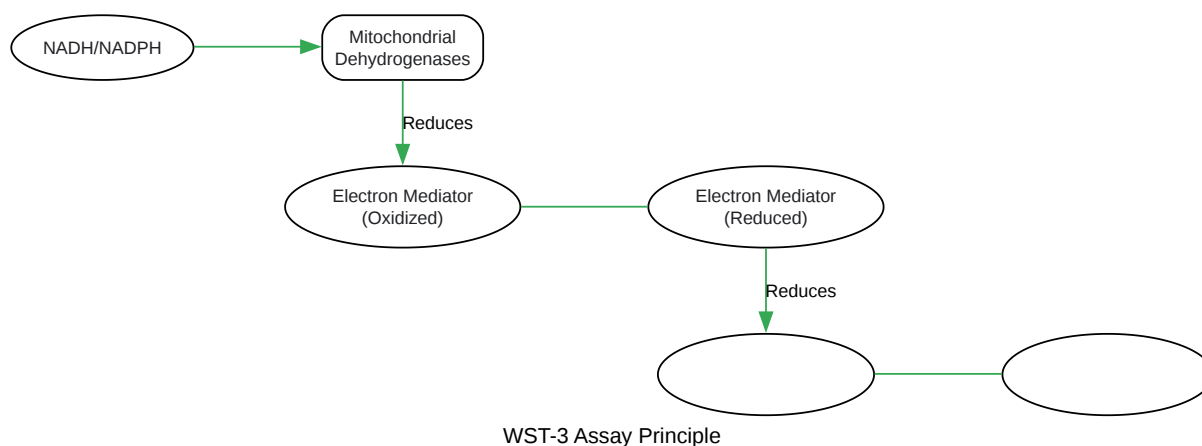 NADH/NADPH
Mitochondrial
Dehydrogenases
Reduces
Electron Mediator
(Oxidized)
Electron Mediator
(Reduced)
Reduces
WST-3 Assay Principle